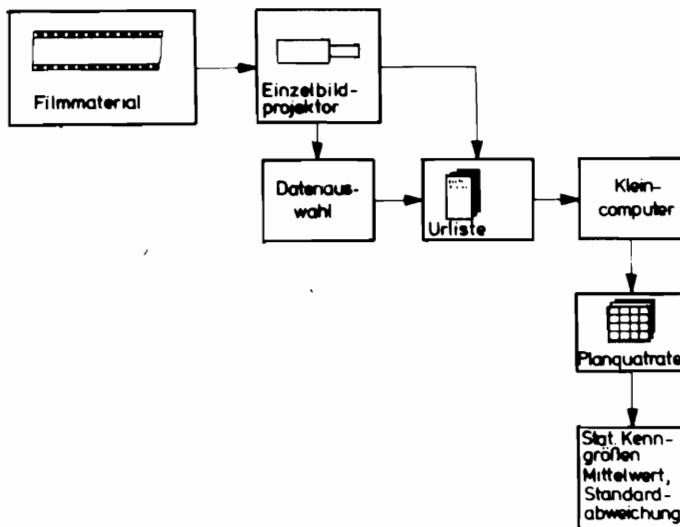 Filmmaterial
Einzelbild-
projektor
Datenaus-
wahl
Urliste
Klein-
computer
Planquatrate
Stat. Kenn-
größen
Mittelwert,
Standard-
abweichung